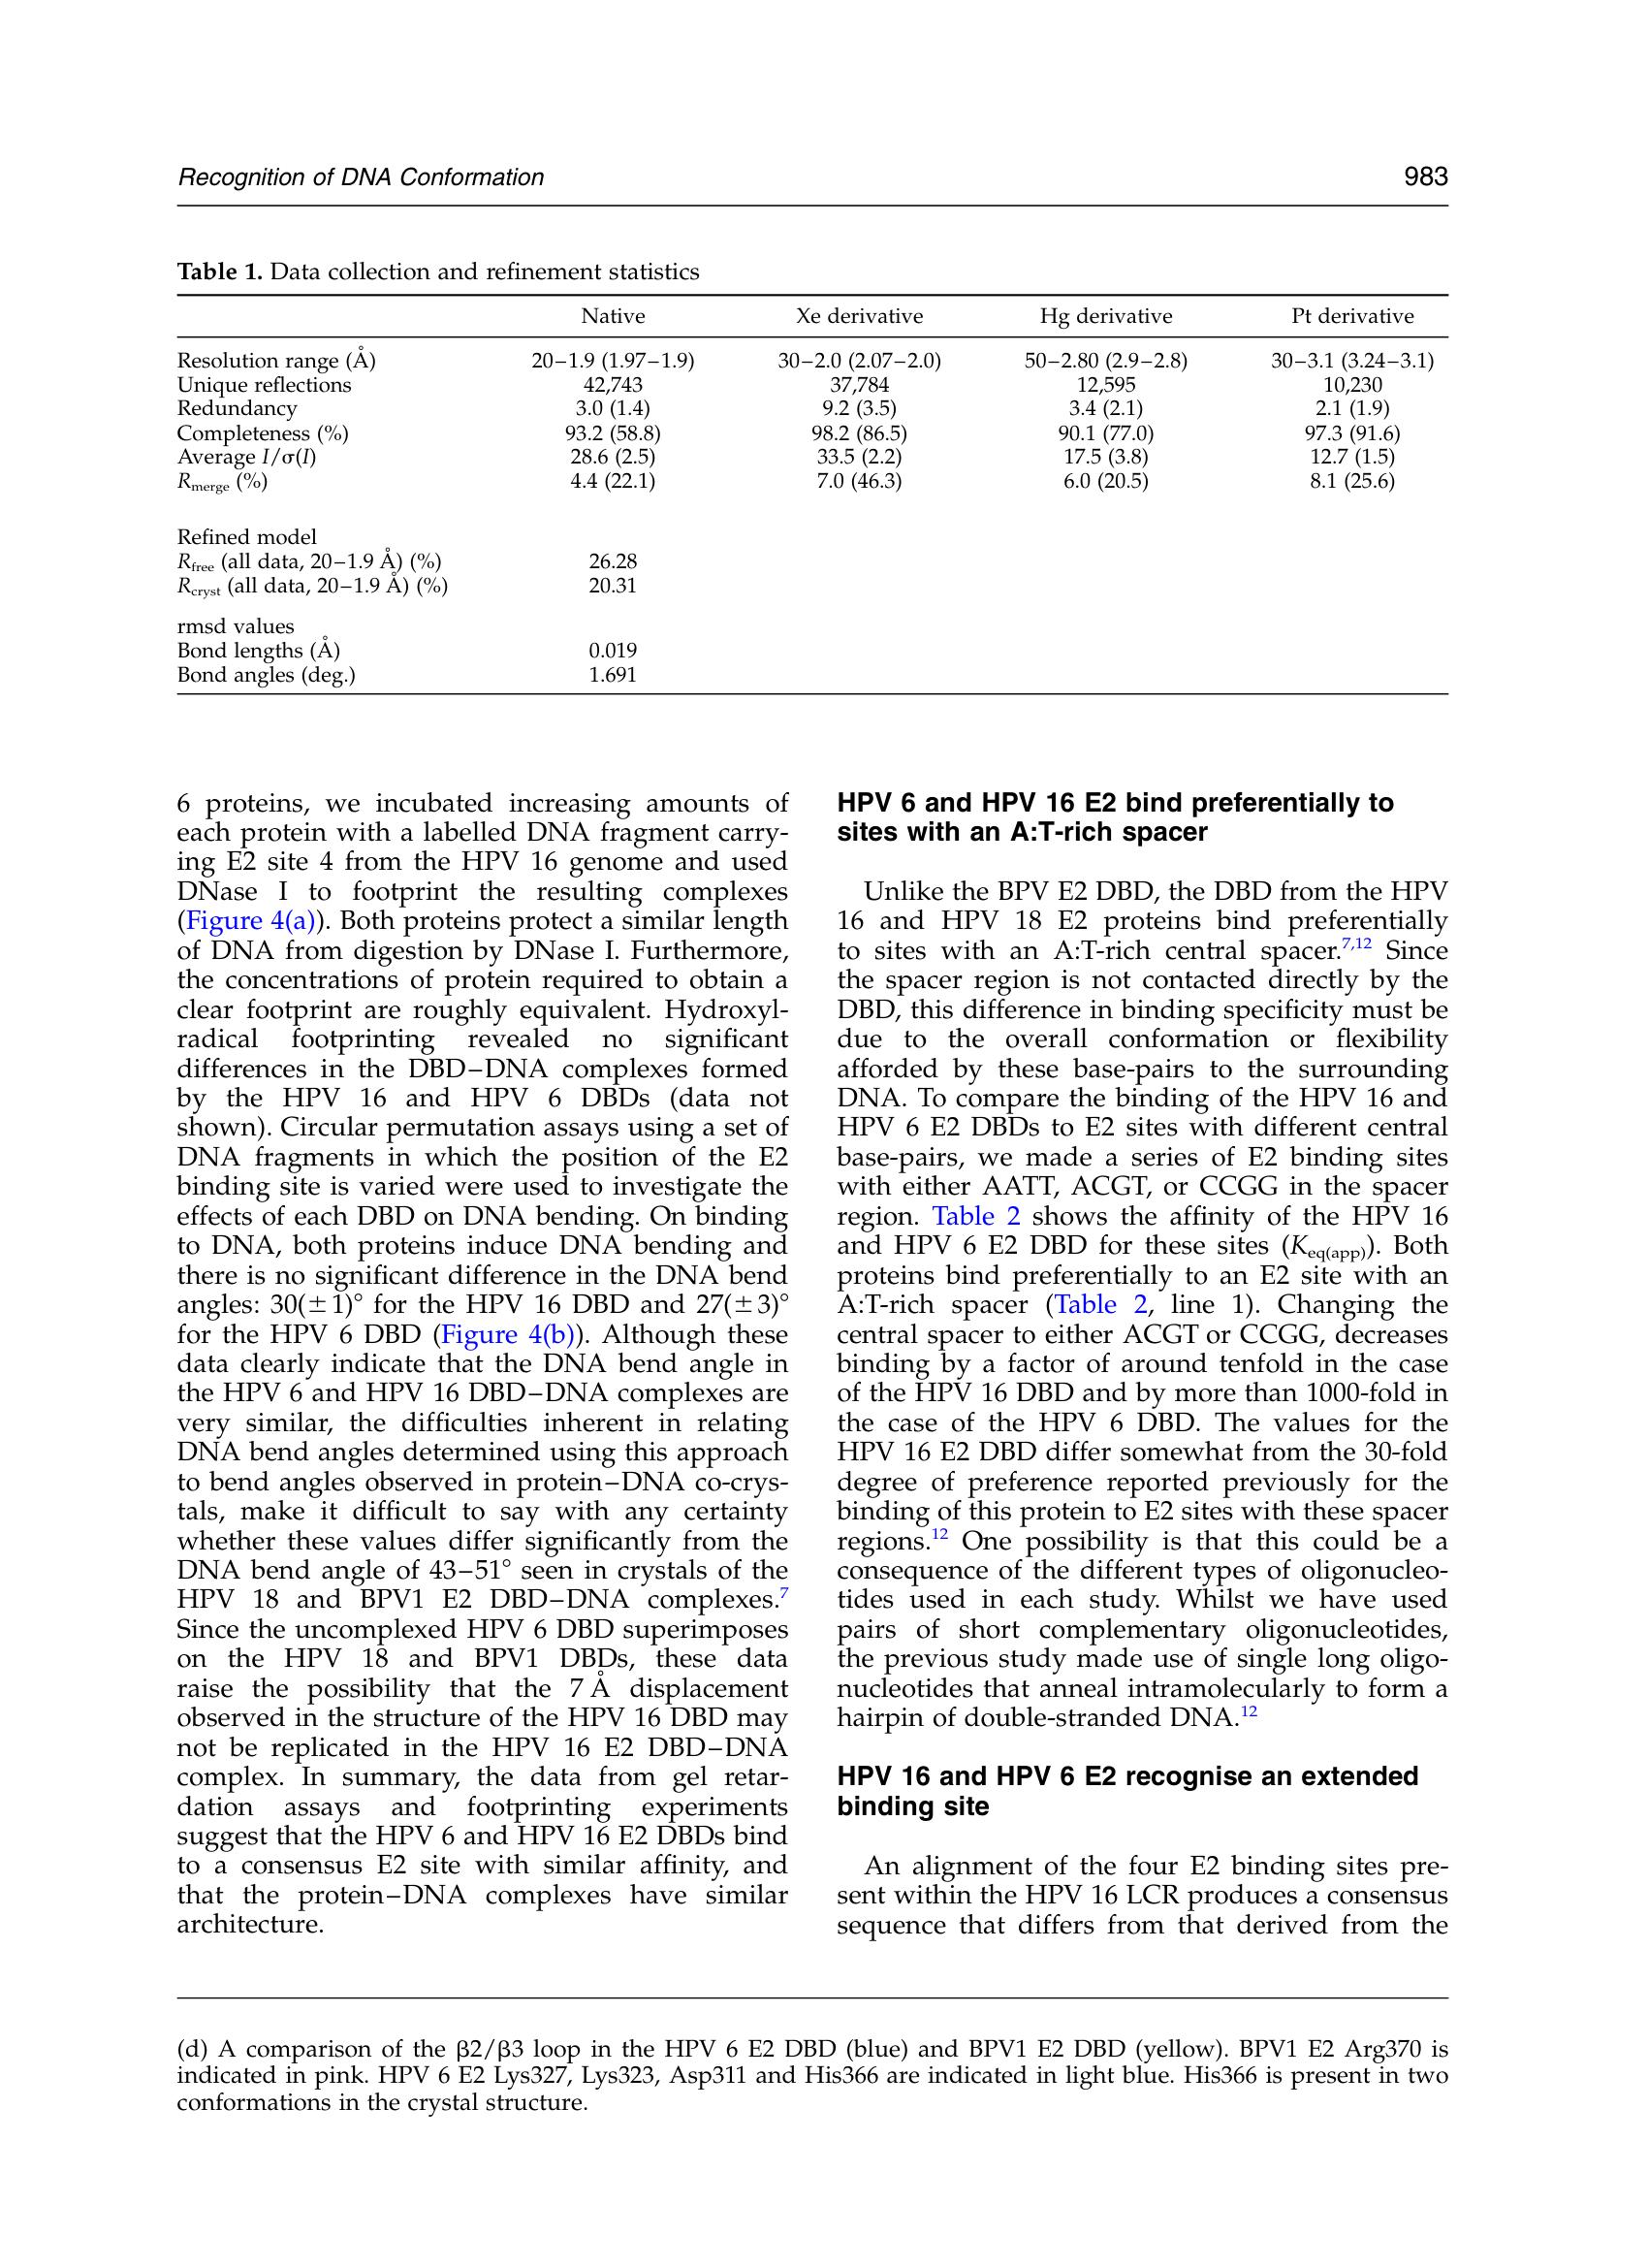 Recognition of DNA Conformation 983
Table 1. Data collection and refinement statistics
Native Xe derivative Hg derivative Pt derivative
Resolution range (Å) 20–1.9 (1.97–1.9) 30–2.0 (2.07–2.0) 50–2.80 (2.9–2.8) 30–3.1 (3.24–3.1)
Unique reflections 42,743 37,784 12,595 10,230
Redundancy 3.0 (1.4) 9.2 (3.5) 3.4 (2.1) 2.1 (1.9)
Completeness (%) 93.2 (58.8) 98.2 (86.5) 90.1 (77.0) 97.3 (91.6)
Average I/σ(I) 28.6 (2.5) 33.5 (2.2) 17.5 (3.8) 12.7 (1.5)
Rmerge (%) 4.4 (22.1) 7.0 (46.3) 6.0 (20.5) 8.1 (25.6)
Refined model
Rfree (all data, 20–1.9 Å) (%) 26.28
Rcryst (all data, 20–1.9 Å) (%) 20.31
rmsd values
Bond lengths (Å) 0.019
Bond angles (deg.) 1.691
6 proteins, we incubated increasing amounts of
each protein with a labelled DNA fragment carry-
ing E2 site 4 from the HPV 16 genome and used
DNase I to footprint the resulting complexes
(Figure 4(a)). Both proteins protect a similar length
of DNA from digestion by DNase I. Furthermore,
the concentrations of protein required to obtain a
clear footprint are roughly equivalent. Hydroxyl-
radical footprinting revealed no significant
differences in the DBD–DNA complexes formed
by the HPV 16 and HPV 6 DBDs (data not
shown). Circular permutation assays using a set of
DNA fragments in which the position of the E2
binding site is varied were used to investigate the
effects of each DBD on DNA bending. On binding
to DNA, both proteins induce DNA bending and
there is no significant difference in the DNA bend
angles: 30(±1)° for the HPV 16 DBD and 27(±3)°
for the HPV 6 DBD (Figure 4(b)). Although these
data clearly indicate that the DNA bend angle in
the HPV 6 and HPV 16 DBD–DNA complexes are
very similar, the difficulties inherent in relating
DNA bend angles determined using this approach
to bend angles observed in protein–DNA co-crys-
tals, make it difficult to say with any certainty
whether these values differ significantly from the
DNA bend angle of 43–51° seen in crystals of the
HPV 18 and BPV1 E2 DBD–DNA complexes.7
Since the uncomplexed HPV 6 DBD superimposes
on the HPV 18 and BPV1 DBDs, these data
raise the possibility that the 7 Å displacement
observed in the structure of the HPV 16 DBD may
not be replicated in the HPV 16 E2 DBD–DNA
complex. In summary, the data from gel retar-
dation assays and footprinting experiments
suggest that the HPV 6 and HPV 16 E2 DBDs bind
to a consensus E2 site with similar affinity, and
that the protein–DNA complexes have similar
architecture.
HPV 6 and HPV 16 E2 bind preferentially to
sites with an A:T-rich spacer
Unlike the BPV E2 DBD, the DBD from the HPV
16 and HPV 18 E2 proteins bind preferentially
to sites with an A:T-rich central spacer.7,12 Since
the spacer region is not contacted directly by the
DBD, this difference in binding specificity must be
due to the overall conformation or flexibility
afforded by these base-pairs to the surrounding
DNA. To compare the binding of the HPV 16 and
HPV 6 E2 DBDs to E2 sites with different central
base-pairs, we made a series of E2 binding sites
with either AATT, ACGT, or CCGG in the spacer
region. Table 2 shows the affinity of the HPV 16
and HPV 6 E2 DBD for these sites (Keq(app)). Both
proteins bind preferentially to an E2 site with an
A:T-rich spacer (Table 2, line 1). Changing the
central spacer to either ACGT or CCGG, decreases
binding by a factor of around tenfold in the case
of the HPV 16 DBD and by more than 1000-fold in
the case of the HPV 6 DBD. The values for the
HPV 16 E2 DBD differ somewhat from the 30-fold
degree of preference reported previously for the
binding of this protein to E2 sites with these spacer
regions.12 One possibility is that this could be a
consequence of the different types of oligonucleo-
tides used in each study. Whilst we have used
pairs of short complementary oligonucleotides,
the previous study made use of single long oligo-
nucleotides that anneal intramolecularly to form a
hairpin of double-stranded DNA.12
HPV 16 and HPV 6 E2 recognise an extended
binding site
An alignment of the four E2 binding sites pre-
sent within the HPV 16 LCR produces a consensus
sequence that differs from that derived from the
(d) A comparison of the β2/β3 loop in the HPV 6 E2 DBD (blue) and BPV1 E2 DBD (yellow). BPV1 E2 Arg370 is
indicated in pink. HPV 6 E2 Lys327, Lys323, Asp311 and His366 are indicated in light blue. His366 is present in two
conformations in the crystal structure.